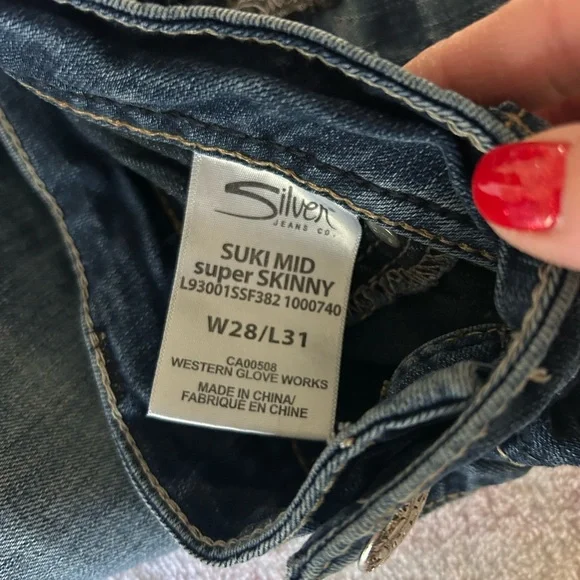 Silver
JEANS CO.
SUKI MID
super SKINNY
L93001SSF382 1000740
W28/L31
CA00508
WESTERN GLOVE WORKS
MADE IN CHINA/
FABRIQUÉ EN CHINE